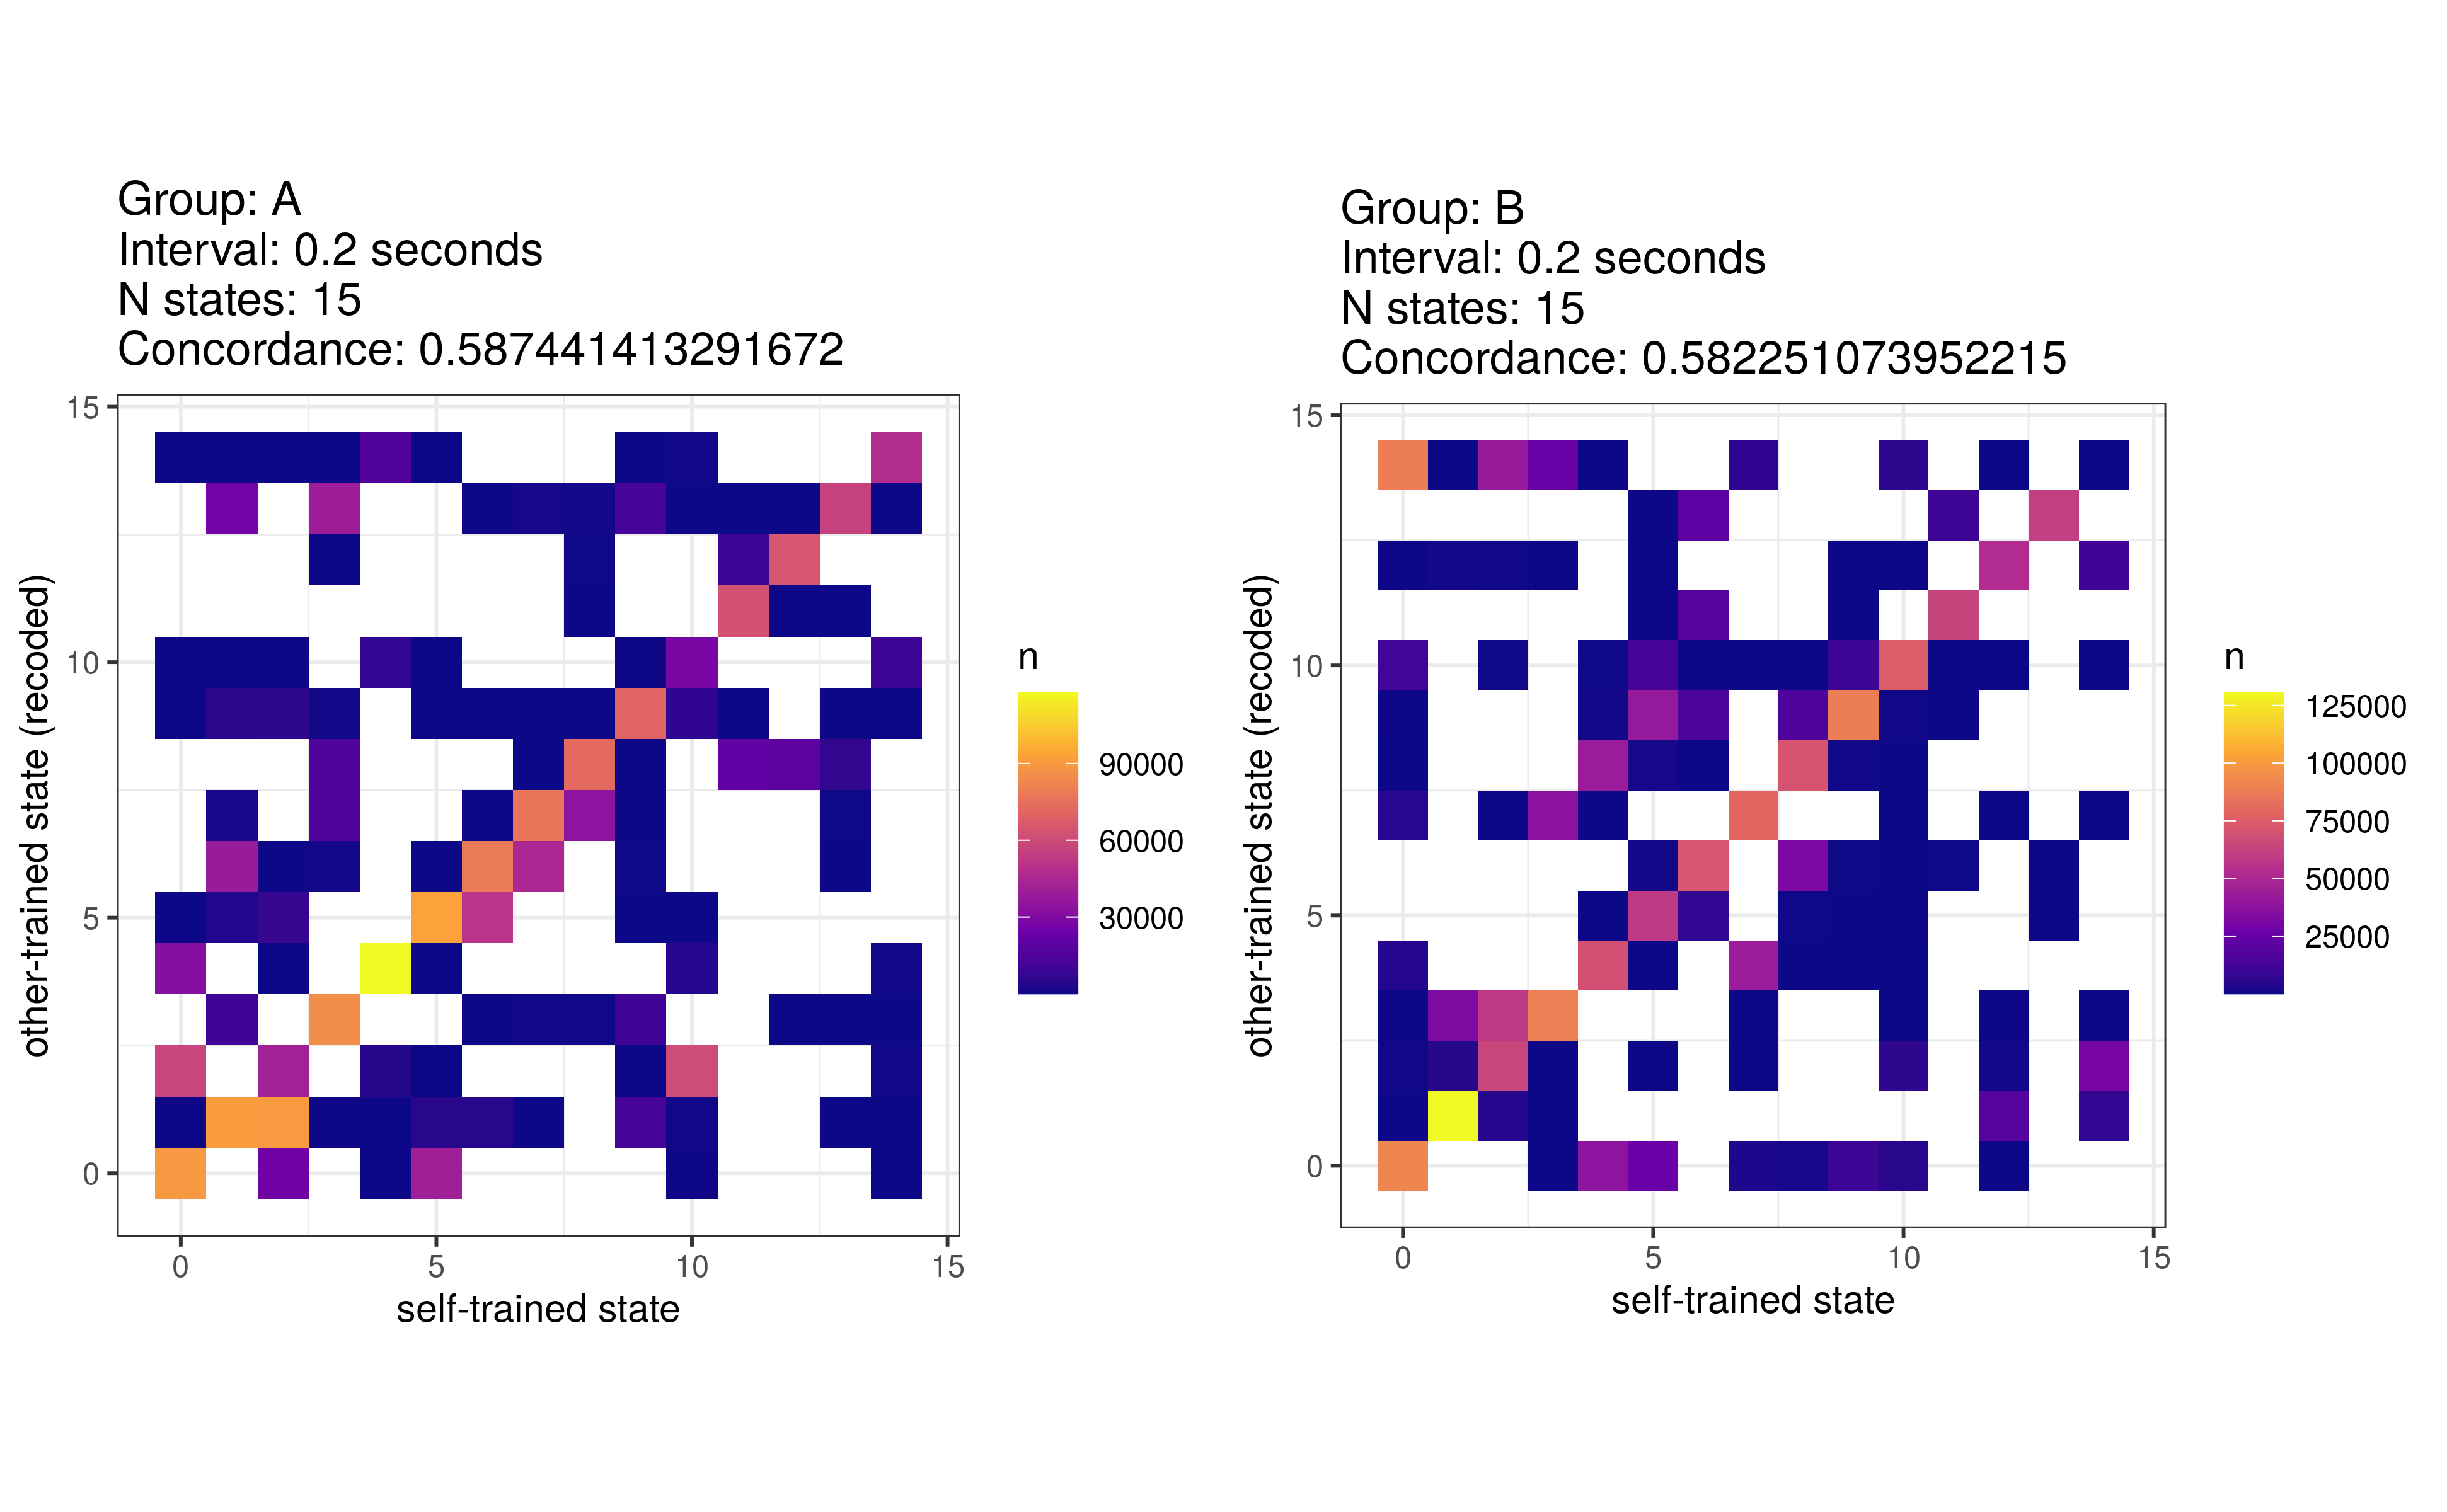 Group: A
Interval: 0.2 seconds
N states: 15
Concordance: 0.587441413291672
15
10
5
0
other-trained state (recoded)
0
5
10
15
self-trained state
n
90000
60000
30000
Group: B
Interval: 0.2 seconds
N states: 15
Concordance: 0.582251073952215
15
10
5
0
other-trained state (recoded)
0
5
10
15
self-trained state
n
125000
100000
75000
50000
25000